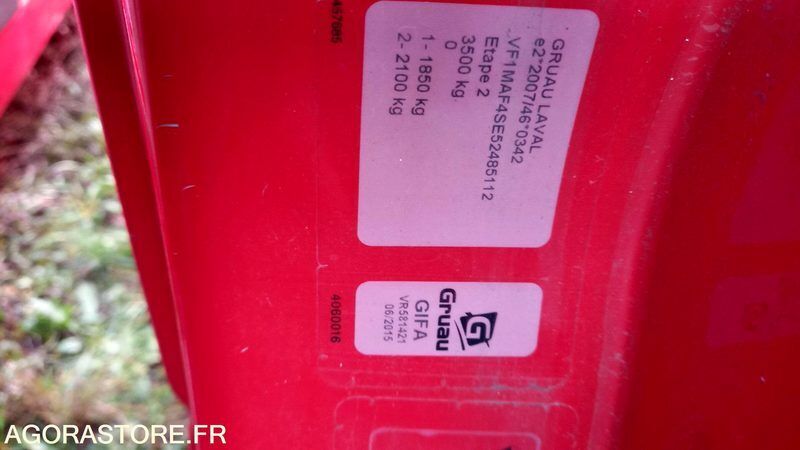 GRUAU LAVAL
e2*2007/46*0342
VF1MAF4SE52485112
Etape 2
3500 kg
0
1- 1850 kg
2- 2100 kg
G
Gruau
GIFA
VR581421
06/2015
4060016
AGORASTORE.FR